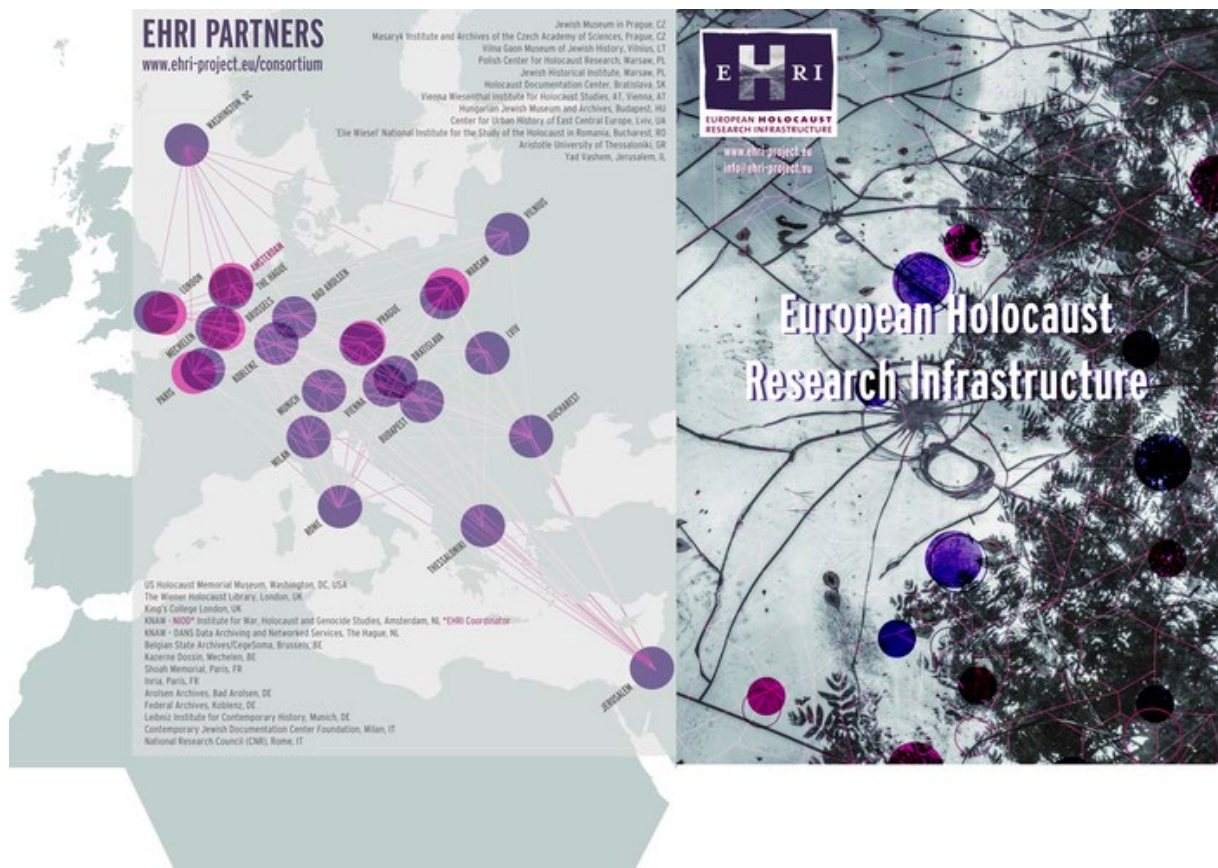 EHRI PARTNERS
www.ehri-project.eu/consortium
Jewish Museum in Prague, CZ
Masaryk Institute and Archives of the Czech Academy of Sciences, Prague, CZ
Vilna Gaon Museum of Jewish History, Vilnius, LT
Polish Center for Holocaust Research, Warsaw, PL
Jewish Historical Institute, Warsaw, PL
Holocaust Documentation Center, Bratislava, SK
Vienna Wiesenthal Institute for Holocaust Studies, AT, Vienna, AT
Hungarian Jewish Museum and Archives, Budapest, HU
Center for Urban History of East Central Europe, Lviv, UA
'Elie Wiesel' National Institute for the Study of the Holocaust in Romania, Bucharest, RO
Aristotle University of Thessaloniki, GR
Yad Vashem, Jerusalem, IL
WASHINGTON, DC
VILNIUS
LONDON
AMSTERDAM
THE HAGUE
BAD AROLSEN
WARSAW
BRUSSELS
MECHELEN
PRAGUE
KOBLENZ
BRATISLAVA
LVIV
PARIS
MUNICH
VIENNA
BUDAPEST
BUCHAREST
MILAN
ROME
THESSALONIKI
JERUSALEM
US Holocaust Memorial Museum, Washington, DC, USA
The Wiener Holocaust Library, London, UK
King's College London, UK
KNAW - NIOD* Institute for War, Holocaust and Genocide Studies, Amsterdam, NL *EHRI Coordinator
KNAW - DANS Data Archiving and Networked Services, The Hague, NL
Belgian State Archives/CegeSoma, Brussels, BE
Kazerne Dossin, Mechelen, BE
Shoah Memorial, Paris, FR
Inria, Paris, FR
Arolsen Archives, Bad Arolsen, DE
Federal Archives, Koblenz, DE
Leibniz Institute for Contemporary History, Munich, DE
Contemporary Jewish Documentation Center Foundation, Milan, IT
National Research Council (CNR), Rome, IT
EHRI
EUROPEAN HOLOCAUST
RESEARCH INFRASTRUCTURE
www.ehri-project.eu
info@ehri-project.eu
European Holocaust
Research Infrastructure